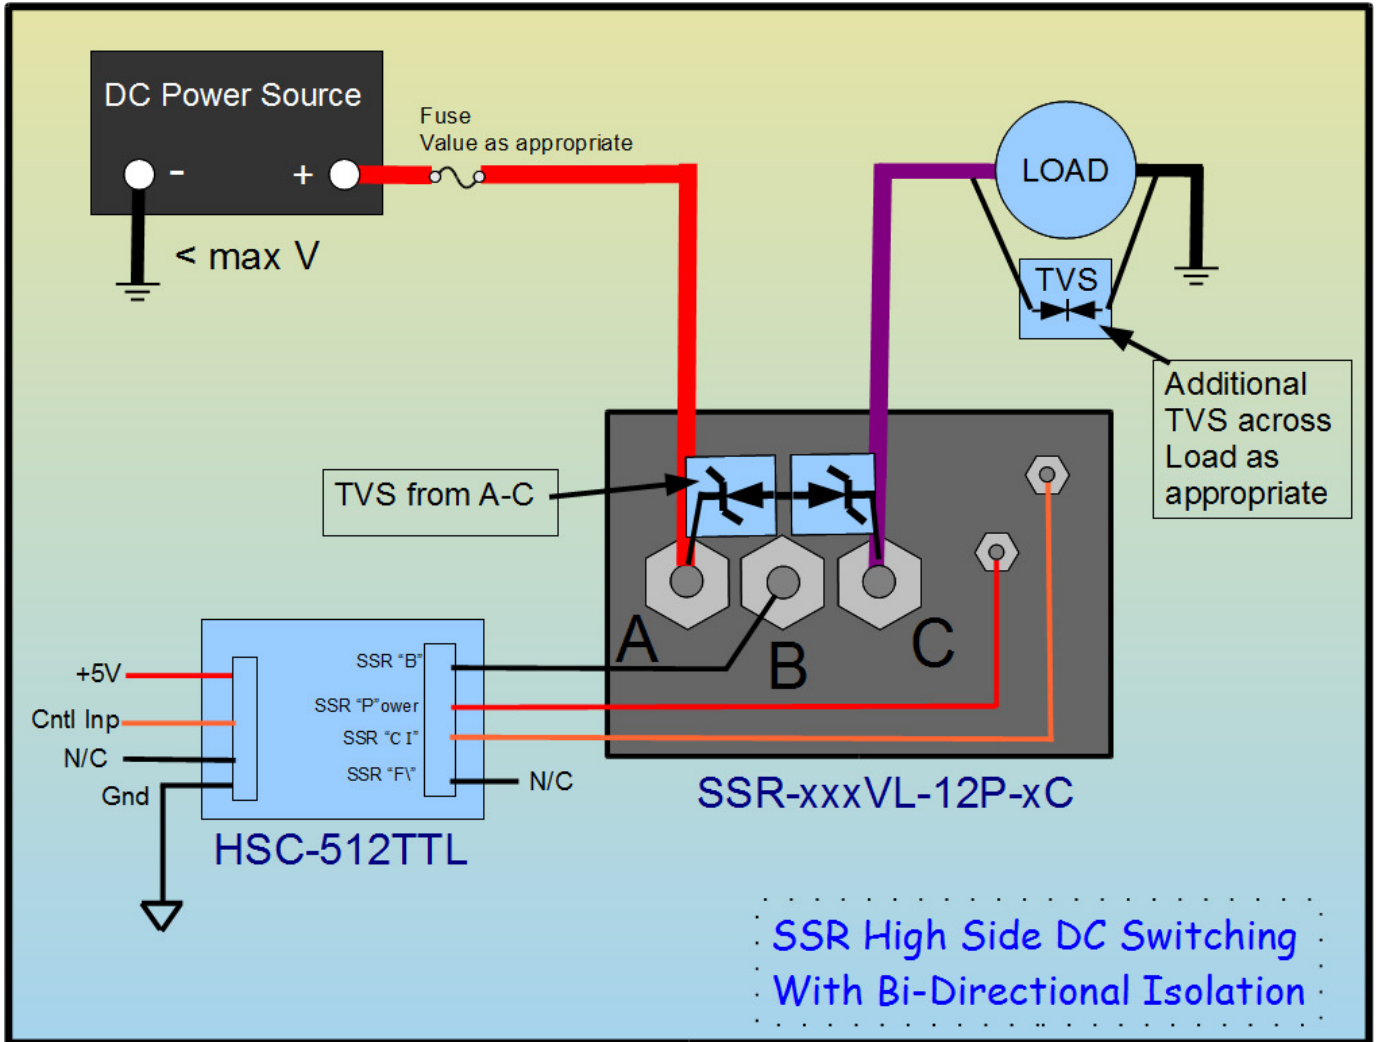 DC Power Source
- +
Fuse
Value as appropriate
< max V
LOAD
TVS
Additional
TVS across
Load as
appropriate
TVS from A-C
A
B
C
+5V
Cntl Inp
N/C
Gnd
SSR "B"
SSR "P"ower
SSR "C I"
SSR "F\"
N/C
HSC-512TTL
SSR-xxxVL-12P-xC
SSR High Side DC Switching
With Bi-Directional Isolation